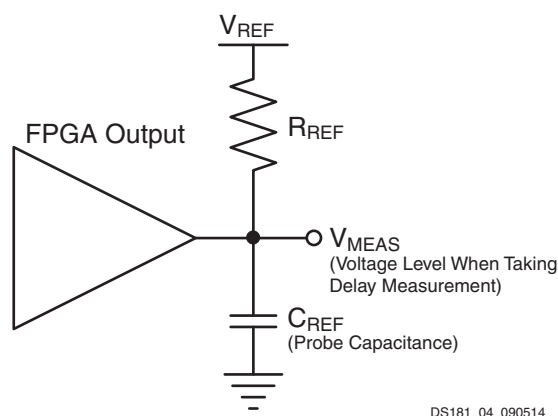 VREF
FPGA Output
RREF
VMEAS
(Voltage Level When Taking
Delay Measurement)
CREF
(Probe Capacitance)
DS181_04_090514